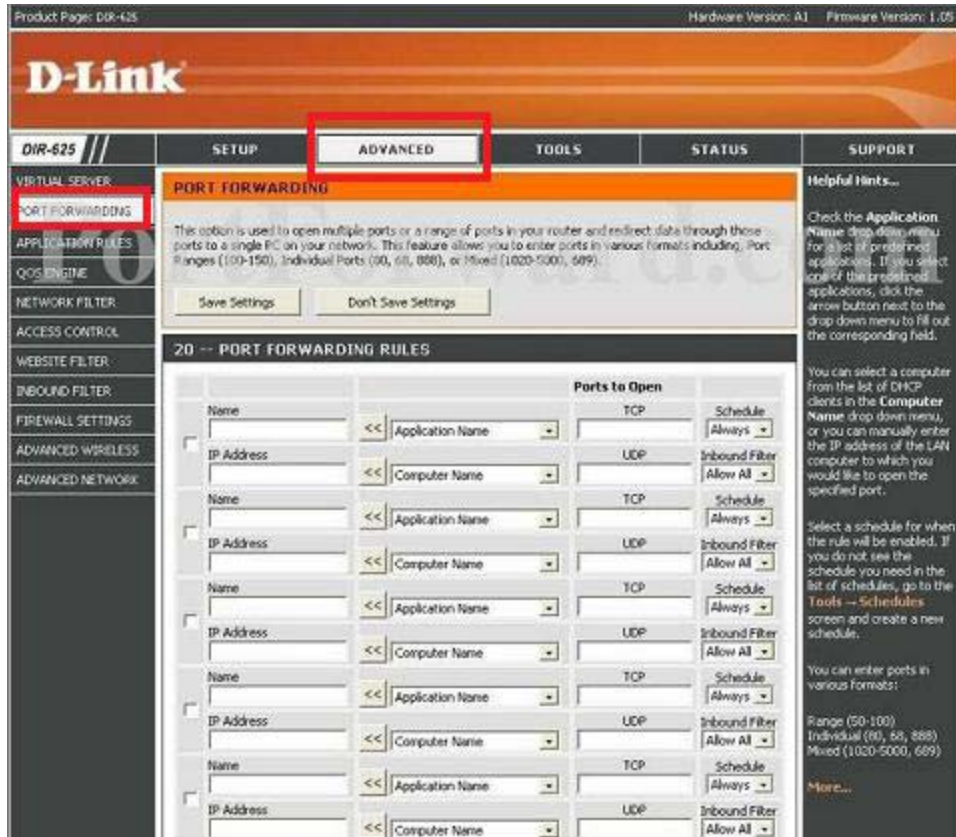 Product Page: DIR-625
Hardware Version: A1 Firmware Version: 1.05
D-Link
DIR-625
SETUP
ADVANCED
TOOLS
STATUS
SUPPORT
VIRTUAL SERVER
PORT FORWARDING
APPLICATION RULES
QOS ENGINE
NETWORK FILTER
ACCESS CONTROL
WEBSITE FILTER
INBOUND FILTER
FIREWALL SETTINGS
ADVANCED WIRELESS
ADVANCED NETWORK
PORT FORWARDING
This option is used to open multiple ports or a range of ports in your router and redirect data through those
ports to a single PC on your network. This feature allows you to enter ports in various formats including, Port
Ranges (100-150), Individual Ports (80, 68, 888), or Mixed (1020-5000, 689).
Save Settings
Don't Save Settings
20 -- PORT FORWARDING RULES
Ports to Open
Name TCP Schedule
<< Application Name Always
IP Address UDP Inbound Filter
<< Computer Name Allow All
Name TCP Schedule
<< Application Name Always
IP Address UDP Inbound Filter
<< Computer Name Allow All
Name TCP Schedule
<< Application Name Always
IP Address UDP Inbound Filter
<< Computer Name Allow All
Name TCP Schedule
<< Application Name Always
IP Address UDP Inbound Filter
<< Computer Name Allow All
Name TCP Schedule
<< Application Name Always
IP Address UDP Inbound Filter
<< Computer Name Allow All
Helpful Hints...
Check the Application
Name drop down menu
for a list of predefined
applications. If you select
one of the predefined
applications, click the
arrow button next to the
drop down menu to fill out
the corresponding field.
You can select a computer
from the list of DHCP
clients in the Computer
Name drop down menu,
or you can manually enter
the IP address of the LAN
computer to which you
would like to open the
specified port.
Select a schedule for when
the rule will be enabled. If
you do not see the
schedule you need in the
list of schedules, go to the
Tools → Schedules
screen and create a new
schedule.
You can enter ports in
various formats:
Range (50-100)
Individual (80, 68, 888)
Mixed (1020-5000, 689)
More...
PortForward.com